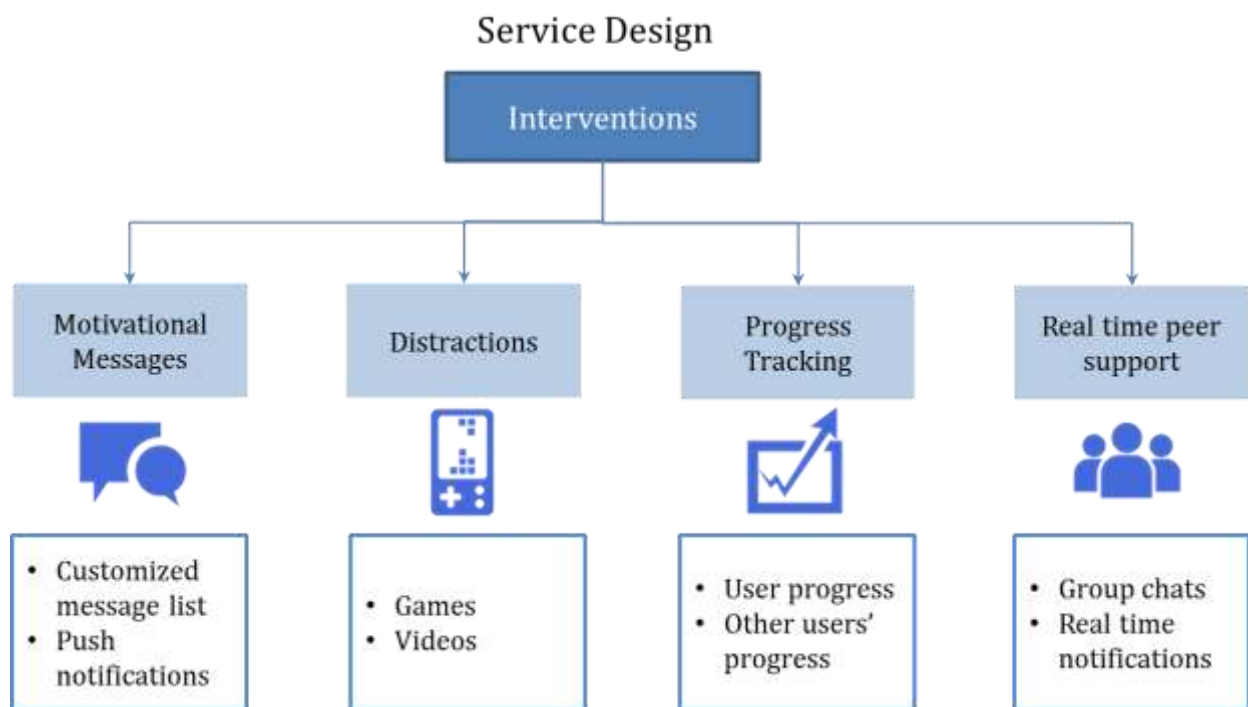 Service Design
Interventions
Motivational
Messages
Distractions
Progress
Tracking
Real time peer
support
• Customized
message list
• Push
notifications
• Games
• Videos
• User progress
• Other users’
progress
• Group chats
• Real time
notifications